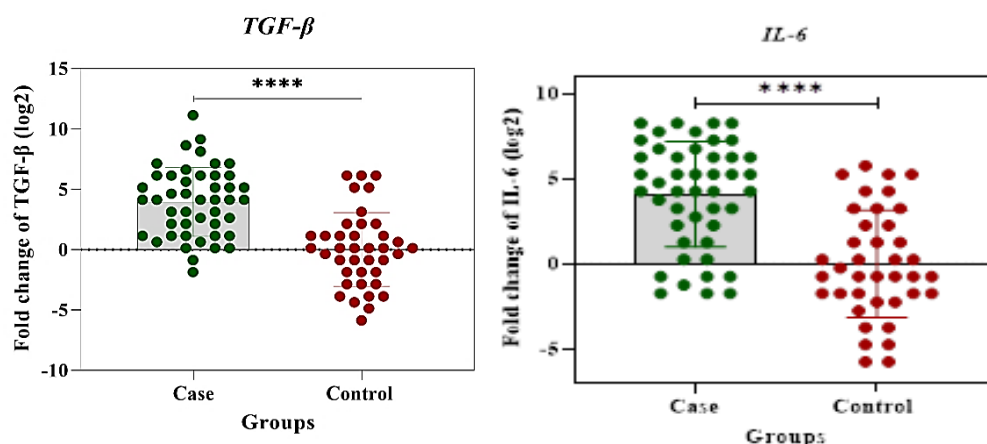 TGF-β
Fold change of TGF-β (log2)
15
10
5
0
-5
-10
****
Case
Control
Groups
IL-6
Fold change of IL-6 (log2)
10
5
0
-5
****
Case
Control
Groups